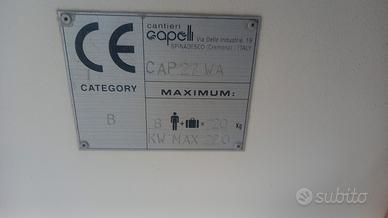 cantieri
capelli
Via Delle Industrie, 19
SPINADESCO (Cremona) - ITALY
CE
CAP 22 WA
CATEGORY
MAXIMUM:
B
8 + = 720 Kg
KW MAX 220
subito